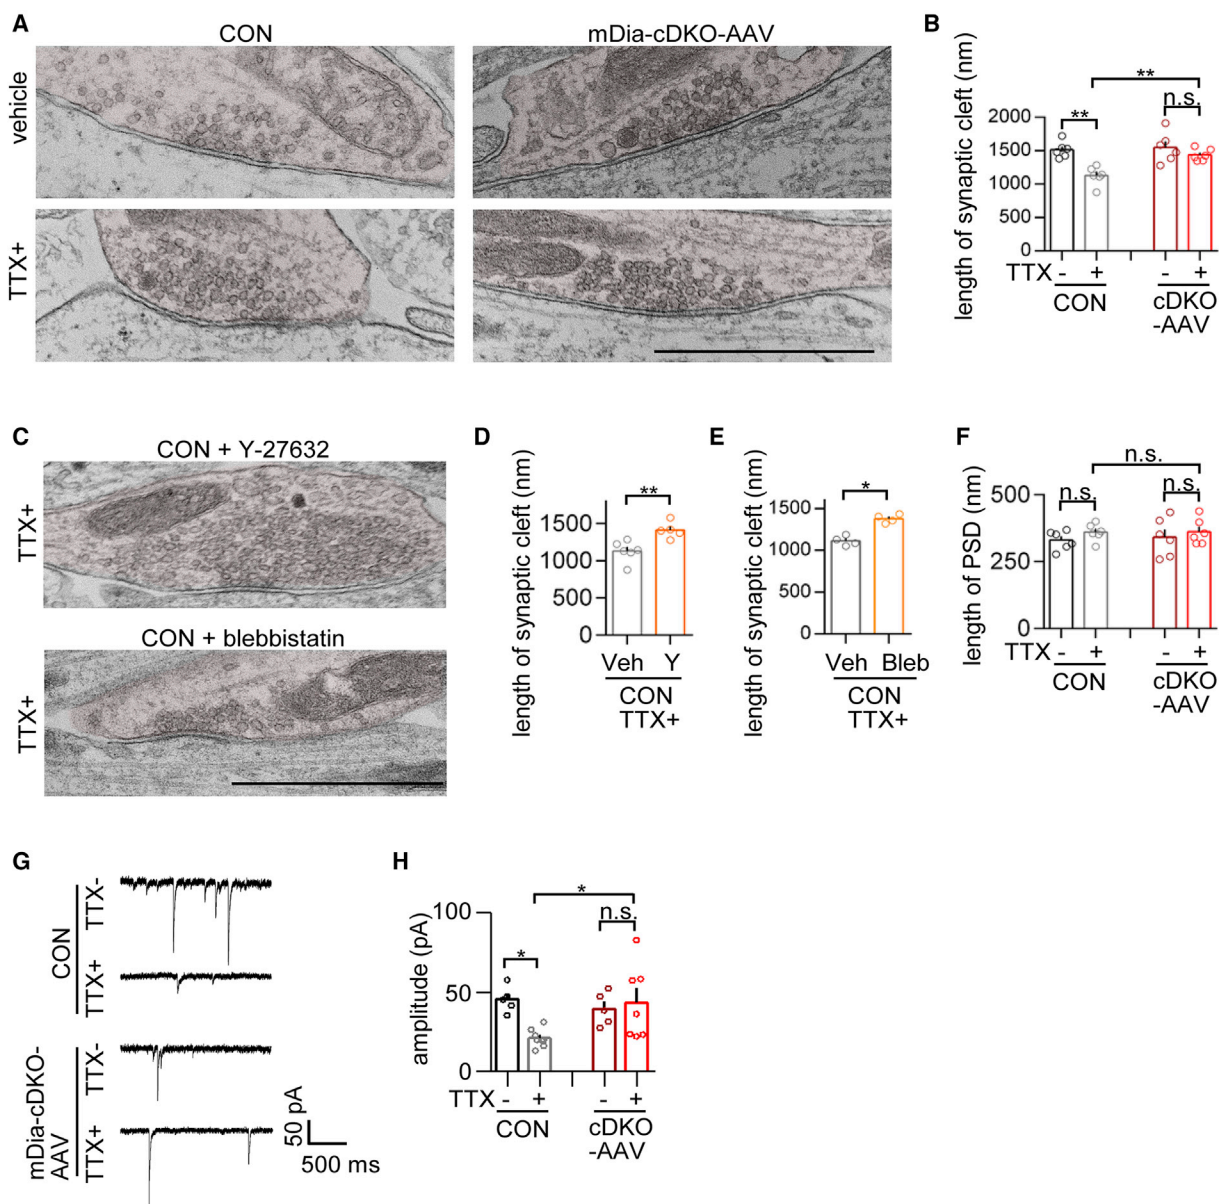 A
CON
mDia-cDKO-AAV
vehicle
TTX+
B
length of synaptic cleft (nm)
**
** n.s.
2000
1500
1000
500
0
TTX - + - +
CON cDKO
-AAV
C
CON + Y-27632
TTX+
CON + blebbistatin
TTX+
D
length of synaptic cleft (nm)
**
1500
1000
500
0
Veh Y
CON
TTX+
E
length of synaptic cleft (nm)
*
1500
1000
500
0
Veh Bleb
CON
TTX+
F
length of PSD (nm)
n.s.
n.s. n.s.
500
250
0
TTX - + - +
CON cDKO
-AAV
G
CON
TTX-
TTX+
mDia-cDKO-
AAV
TTX-
TTX+
50 pA
500 ms
H
amplitude (pA)
*
* n.s.
100
50
0
TTX - + - +
CON cDKO
-AAV